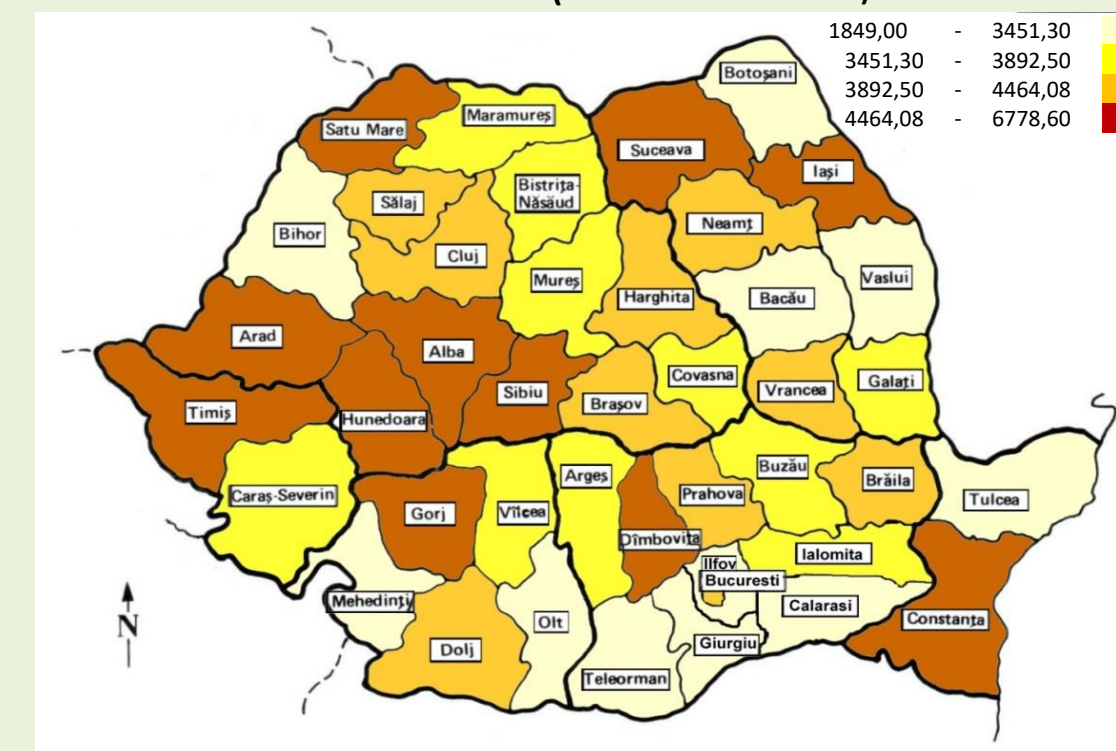 1849,00 - 3451,30
3451,30 - 3892,50
3892,50 - 4464,08
4464,08 - 6778,60
Botoșani
Maramureș
Satu Mare
Suceava
Iași
Bistrița-
Năsăud
Sălaj
Neamț
Bihor
Cluj
Mureș
Harghita
Bacău
Vaslui
Arad
Alba
Covasna
Galați
Sibiu
Vrancea
Brașov
Timiș
Hunedoara
Buzău
Argeș
Brăila
Caraș-Severin
Prahova
Tulcea
Gorj
Vîlcea
Dîmbovița
Ialomita
Ilfov
Bucuresti
Mehedinți
Calarasi
Constanța
Olt
Giurgiu
Dolj
Teleorman
N